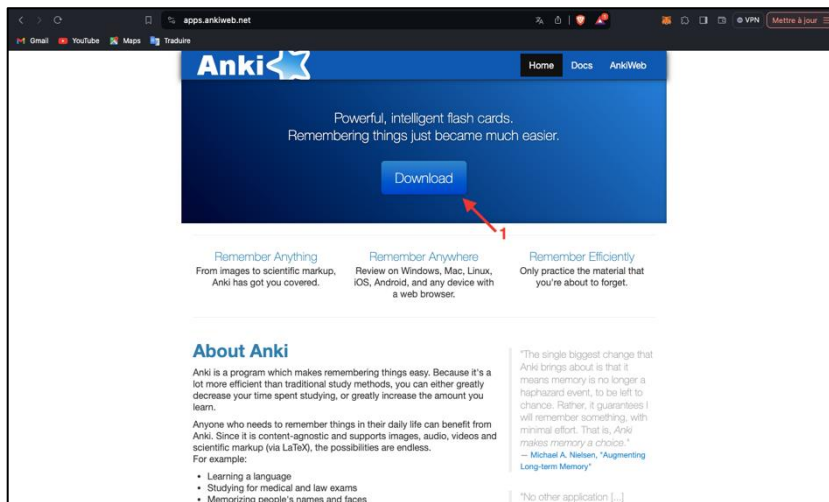 apps.ankiweb.net
VPN
Mettre à jour
Gmail YouTube Maps Traduire
Anki
Home Docs AnkiWeb
Powerful, intelligent flash cards.
Remembering things just became much easier.
Download
1
Remember Anything
From images to scientific markup,
Anki has got you covered.
Remember Anywhere
Review on Windows, Mac, Linux,
iOS, Android, and any device with
a web browser.
Remember Efficiently
Only practice the material that
you're about to forget.
About Anki
Anki is a program which makes remembering things easy. Because it's a
lot more efficient than traditional study methods, you can either greatly
decrease your time spent studying, or greatly increase the amount you
learn.
Anyone who needs to remember things in their daily life can benefit from
Anki. Since it is content-agnostic and supports images, audio, videos and
scientific markup (via LaTeX), the possibilities are endless.
For example:
• Learning a language
• Studying for medical and law exams
• Memorizing people's names and faces
"The single biggest change that
Anki brings about is that it
means memory is no longer a
haphazard event, to be left to
chance. Rather, it guarantees I
will remember something, with
minimal effort. That is, Anki
makes memory a choice."
— Michael A. Nielsen, "Augmenting
Long-term Memory"
"No other application [...]